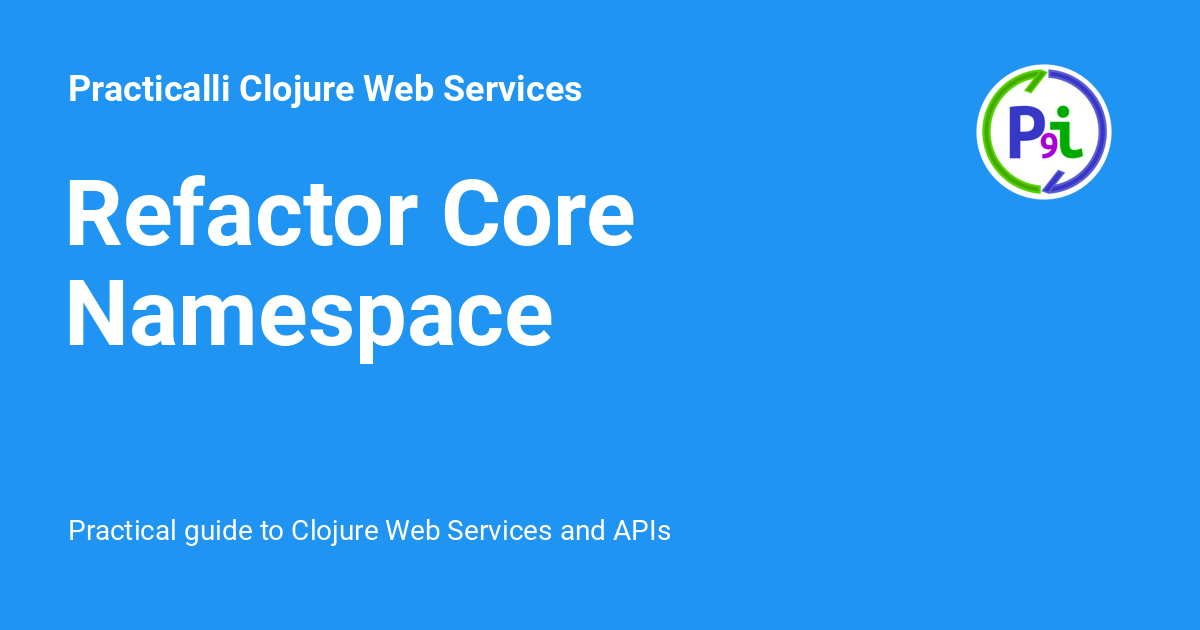 Practicalli Clojure Web Services
P9i
Refactor Core
Namespace
Practical guide to Clojure Web Services and APIs